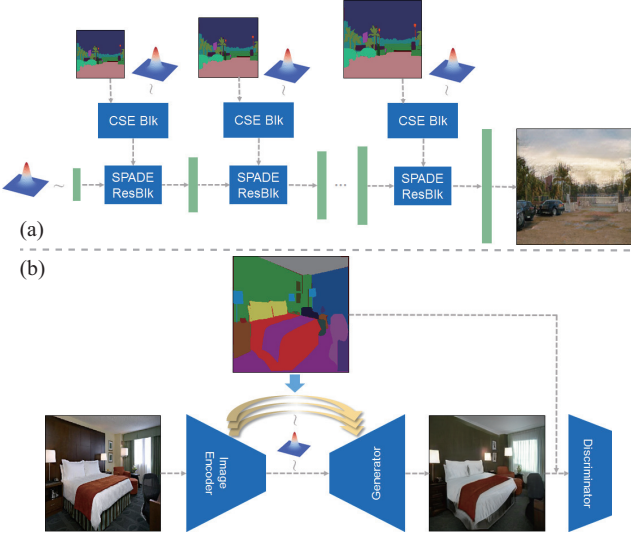 CSE Blk
CSE Blk
CSE Blk
SPADE
ResBlk
SPADE
ResBlk
...
SPADE
ResBlk
(a)
(b)
Image
Encoder
Generator
Discriminator